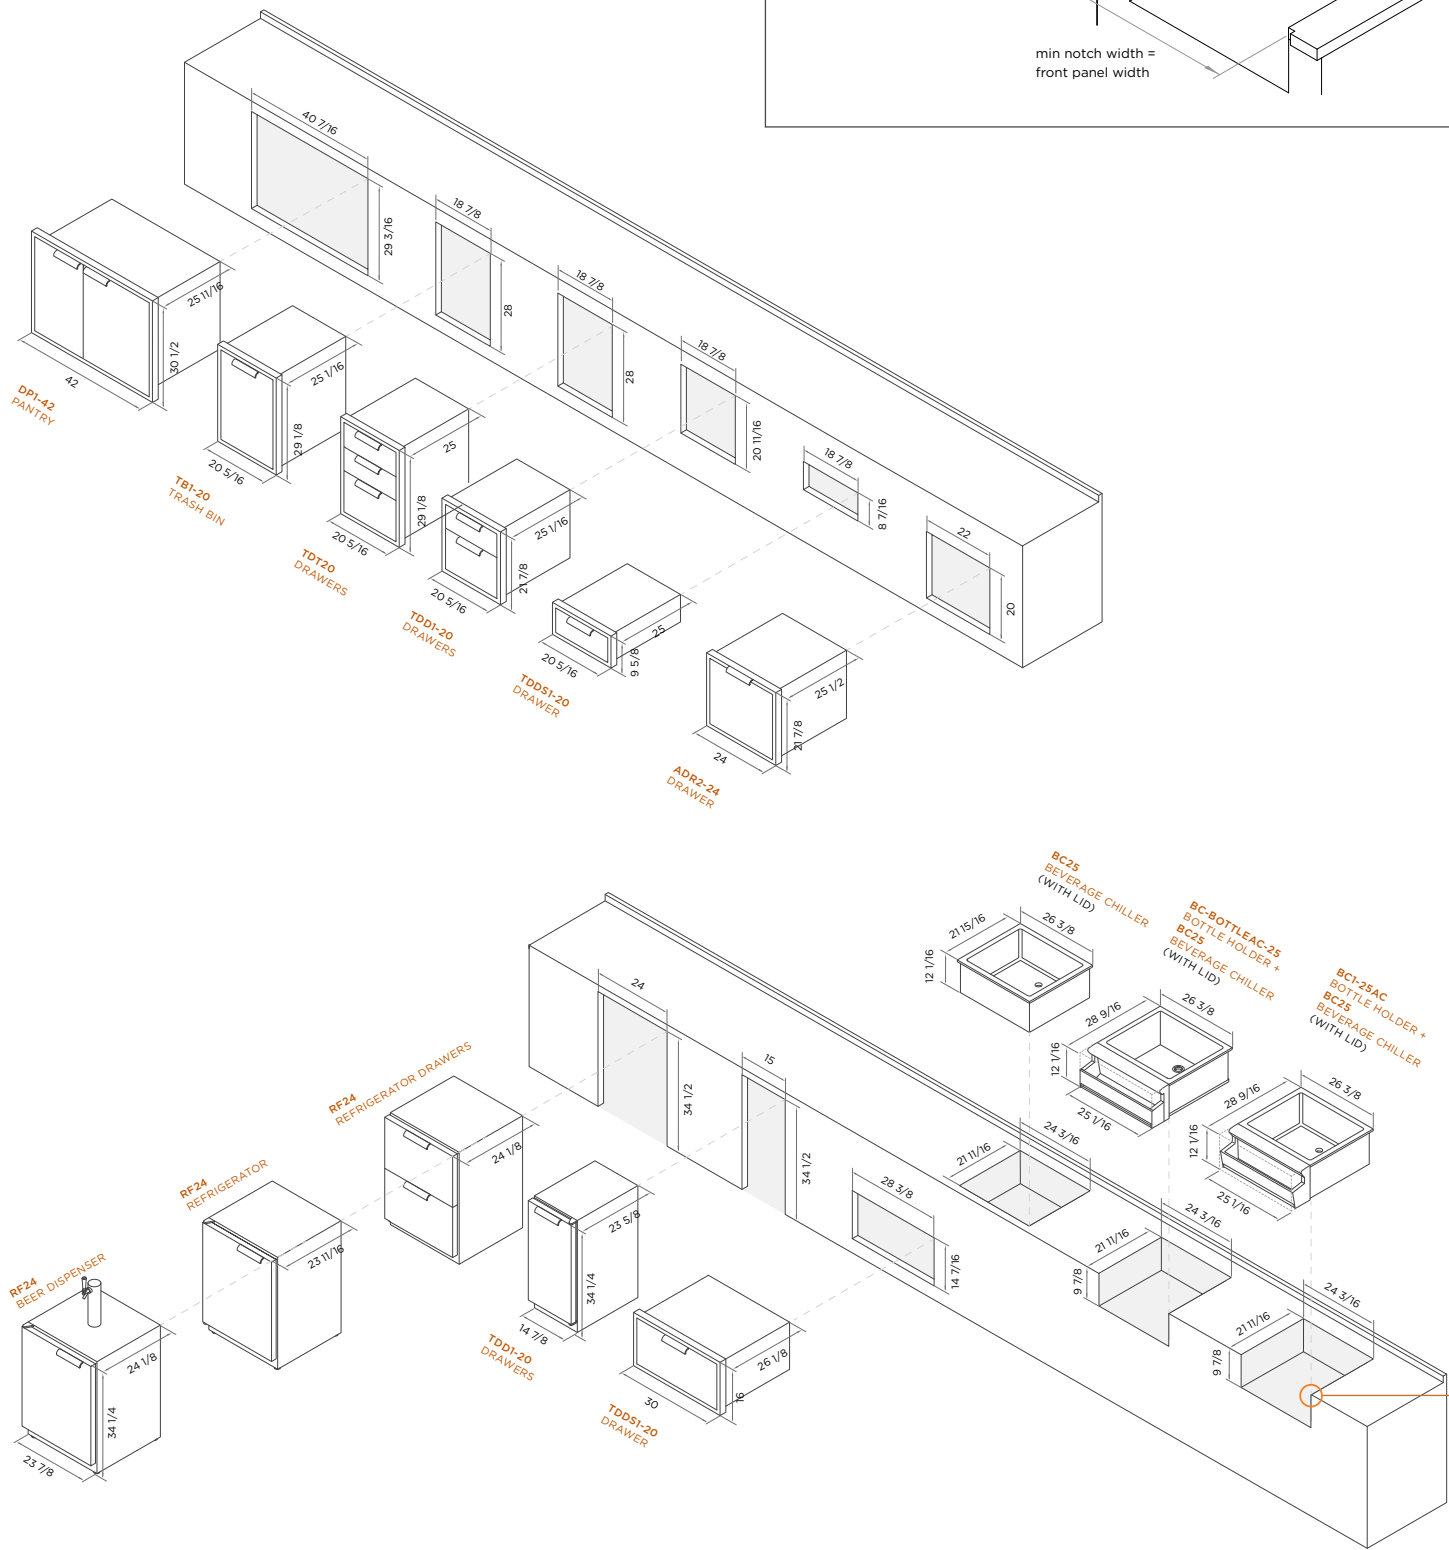 min notch width =
front panel width
40 7/16
29 3/16
18 7/8
28
18 7/8
28
18 7/8
20 11/16
18 7/8
8 7/16
22
20
25 11/16
30 1/2
42
DP1-42
PANTRY
25 1/16
29 1/8
20 5/16
TB1-20
TRASH BIN
25
29 1/8
20 5/16
TDT20
DRAWERS
25 1/16
21 7/8
20 5/16
TDD1-20
DRAWERS
25
9 5/8
20 5/16
TDDS1-20
DRAWER
25 1/2
21 7/8
24
ADR2-24
DRAWER
BC25
BEVERAGE CHILLER
(WITH LID)
21 15/16
26 3/8
12 1/16
BC-BOTTLEAC-25
BOTTLE HOLDER +
BC25
BEVERAGE CHILLER
(WITH LID)
28 9/16
26 3/8
12 1/16
25 1/16
BC1-25AC
BOTTLE HOLDER +
BC25
BEVERAGE CHILLER
(WITH LID)
28 9/16
26 3/8
12 1/16
25 1/16
24
34 1/2
15
34 1/2
28 3/8
14 7/16
21 11/16
24 3/16
21 11/16
24 3/16
9 7/8
21 11/16
24 3/16
9 7/8
RF24
REFRIGERATOR DRAWERS
24 1/8
RF24
REFRIGERATOR
23 11/16
RF24
BEER DISPENSER
24 1/8
34 1/4
23 7/8
23 5/8
34 1/4
14 7/8
TDD1-20
DRAWERS
26 1/8
16
30
TDDS1-20
DRAWER